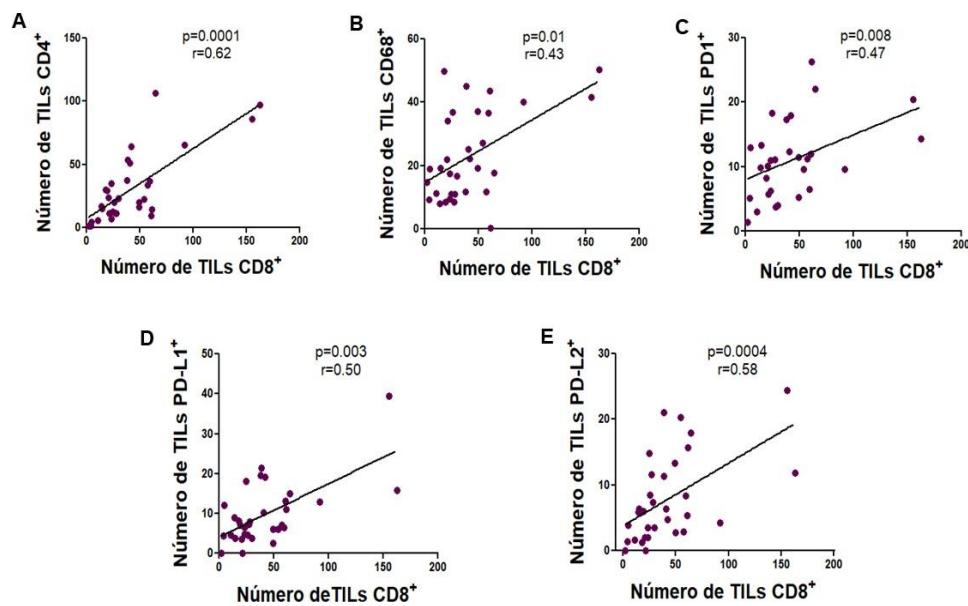 A
p=0.0001
r=0.62
Número de TILs CD4+
150
100
50
0
0 50 100 150 200
Número de TILs CD8+
B
p=0.01
r=0.43
Número de TILs CD68+
60
40
20
0
0 50 100 150 200
Número de TILs CD8+
C
p=0.008
r=0.47
Número de TILs PD1+
30
20
10
0
0 50 100 150 200
Número de TILs CD8+
D
p=0.003
r=0.50
Número de TILs PD-L1+
50
40
30
20
10
0
0 50 100 150 200
Número deTILs CD8+
E
p=0.0004
r=0.58
Número de TILs PD-L2+
30
20
10
0
0 50 100 150 200
Número de TILs CD8+